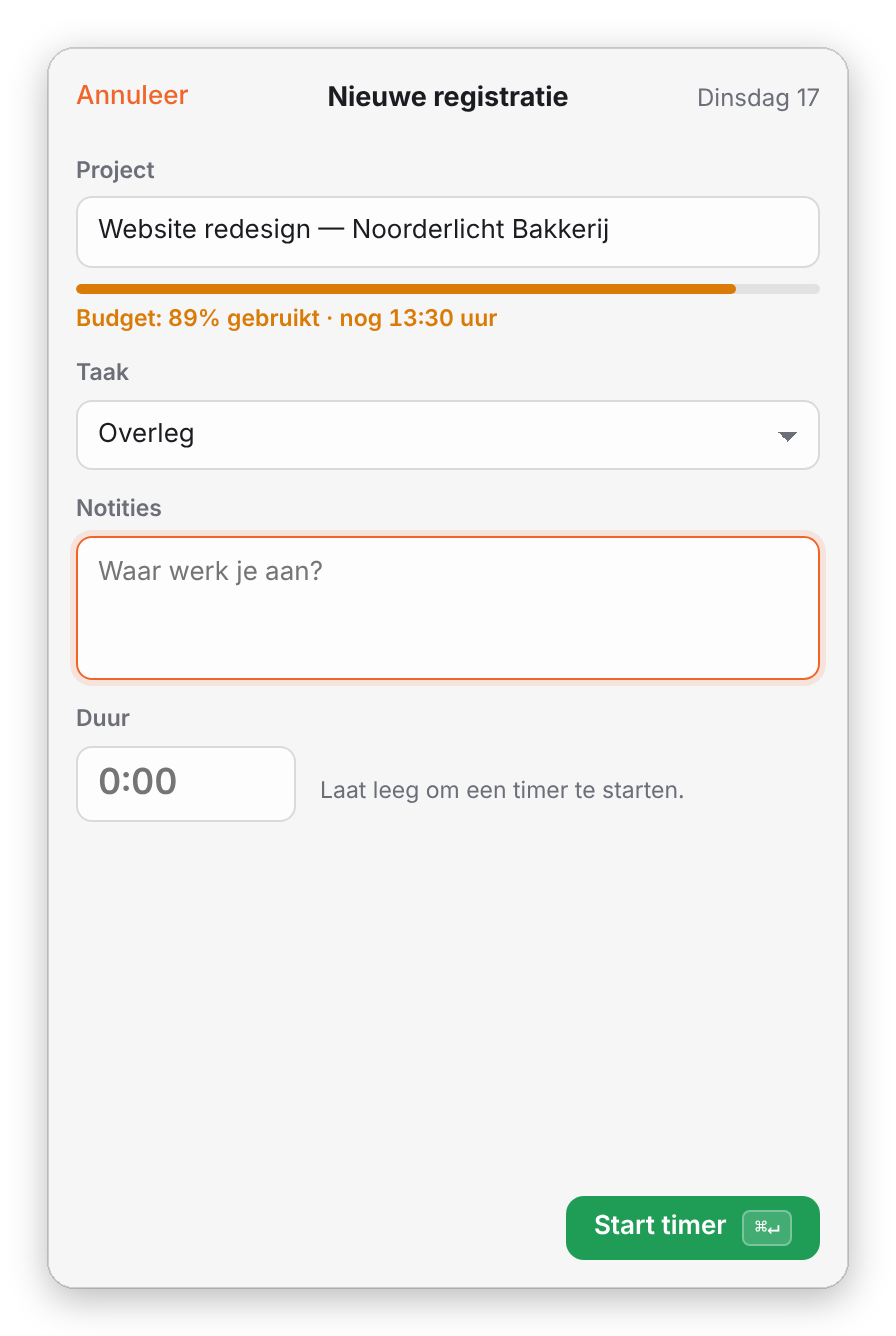 Annuleer Nieuwe registratie Dinsdag 17
Project
Website redesign — Noorderlicht Bakkerij
Budget: 89% gebruikt · nog 13:30 uur
Taak
Overleg
Notities
Waar werk je aan?
Duur
0:00 Laat leeg om een timer te starten.
Start timer ⌘↵